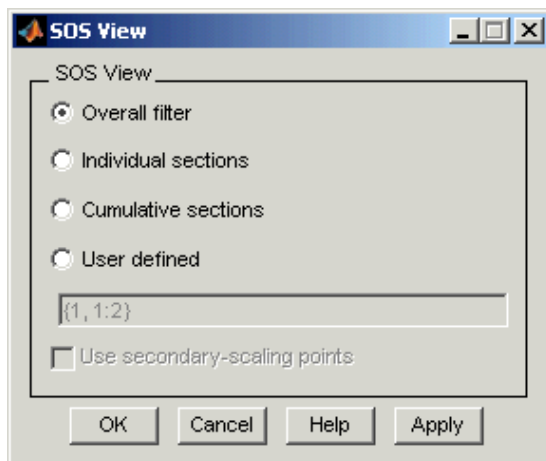 SOS View
SOS View
Overall filter
Individual sections
Cumulative sections
User defined
{1, 1:2}
Use secondary-scaling points
OK Cancel Help Apply